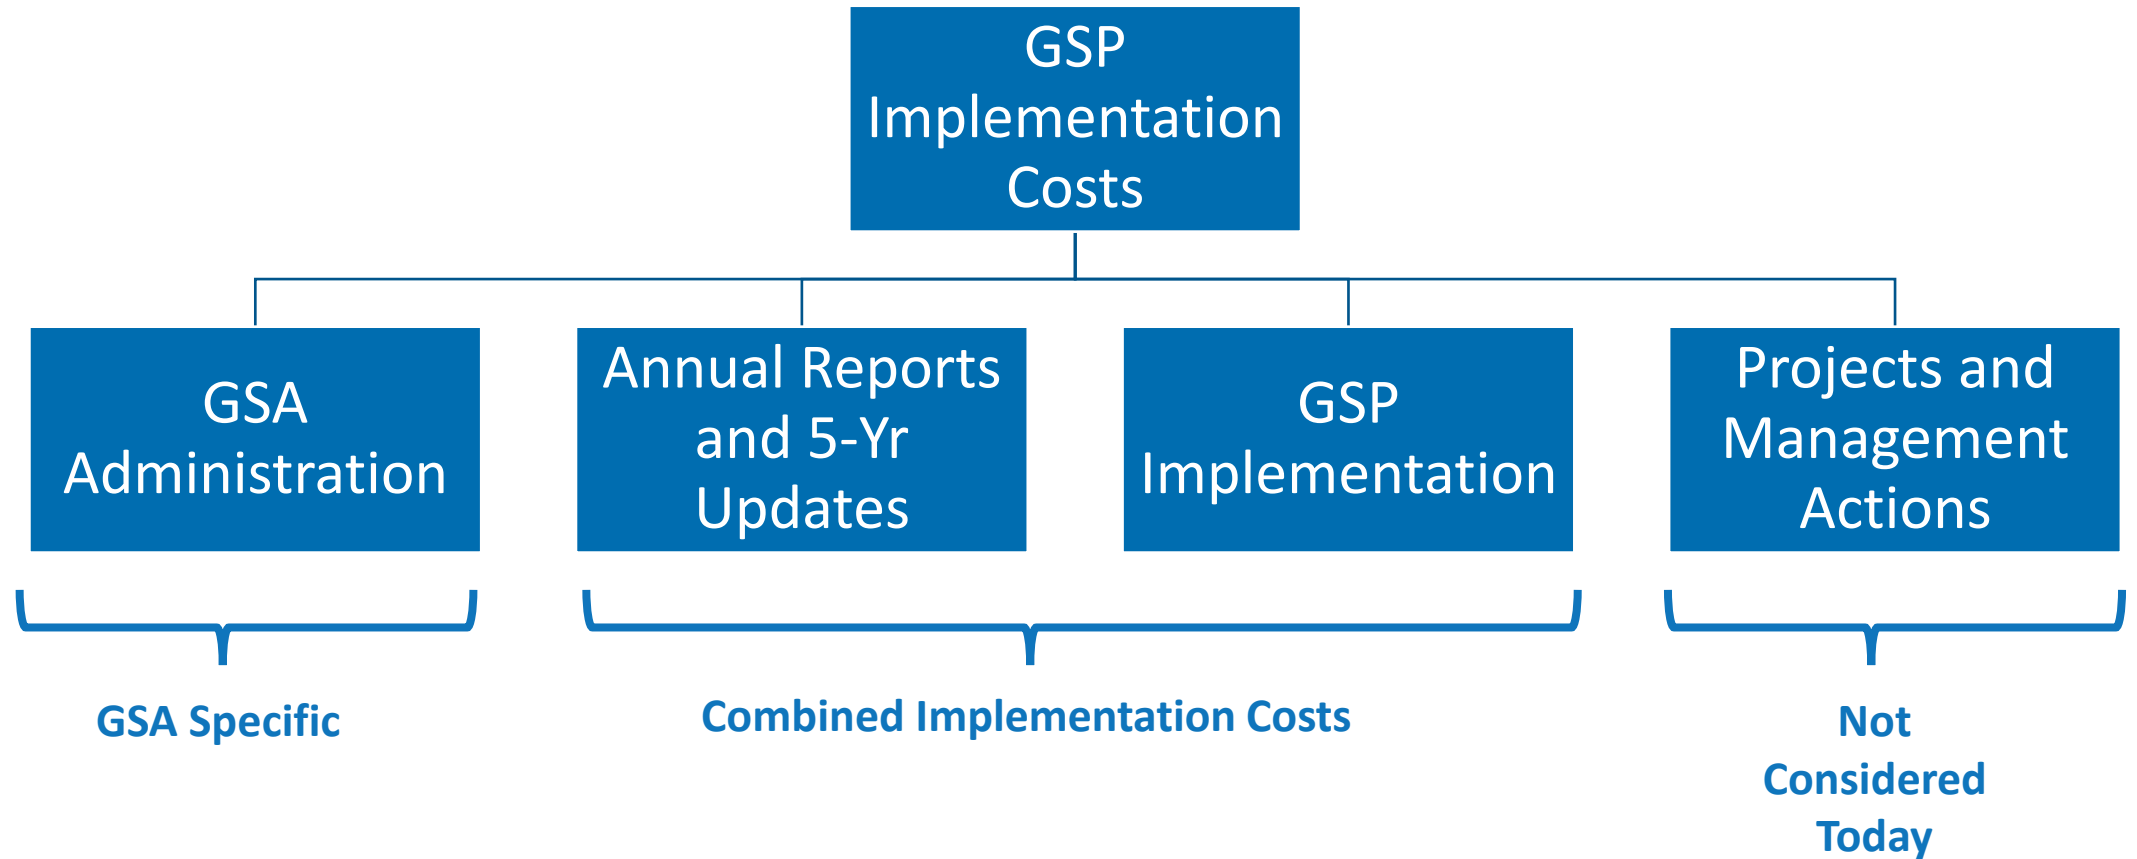 GSP
Implementation
Costs
GSA
Administration
Annual Reports
and 5-Yr
Updates
GSP
Implementation
Projects and
Management
Actions
GSA Specific
Combined Implementation Costs
Not
Considered
Today